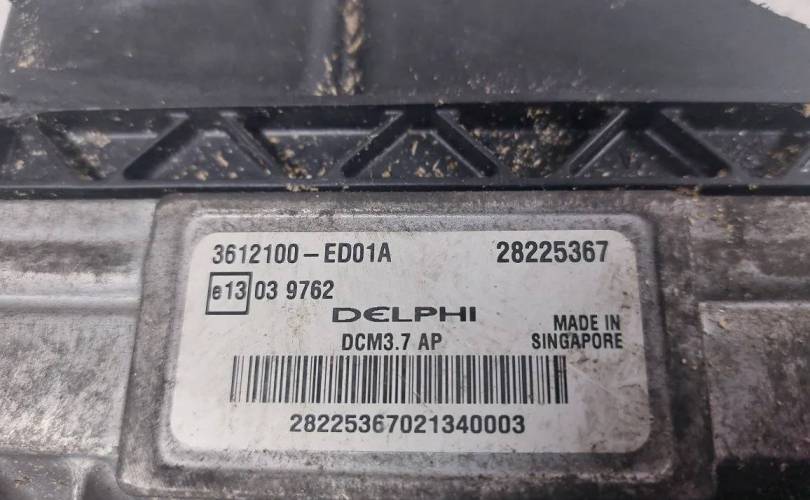 3612100-ED01A 28225367
e13 03 9762
DELPHI
DCM3.7 AP
MADE IN
SINGAPORE
28225367021340003